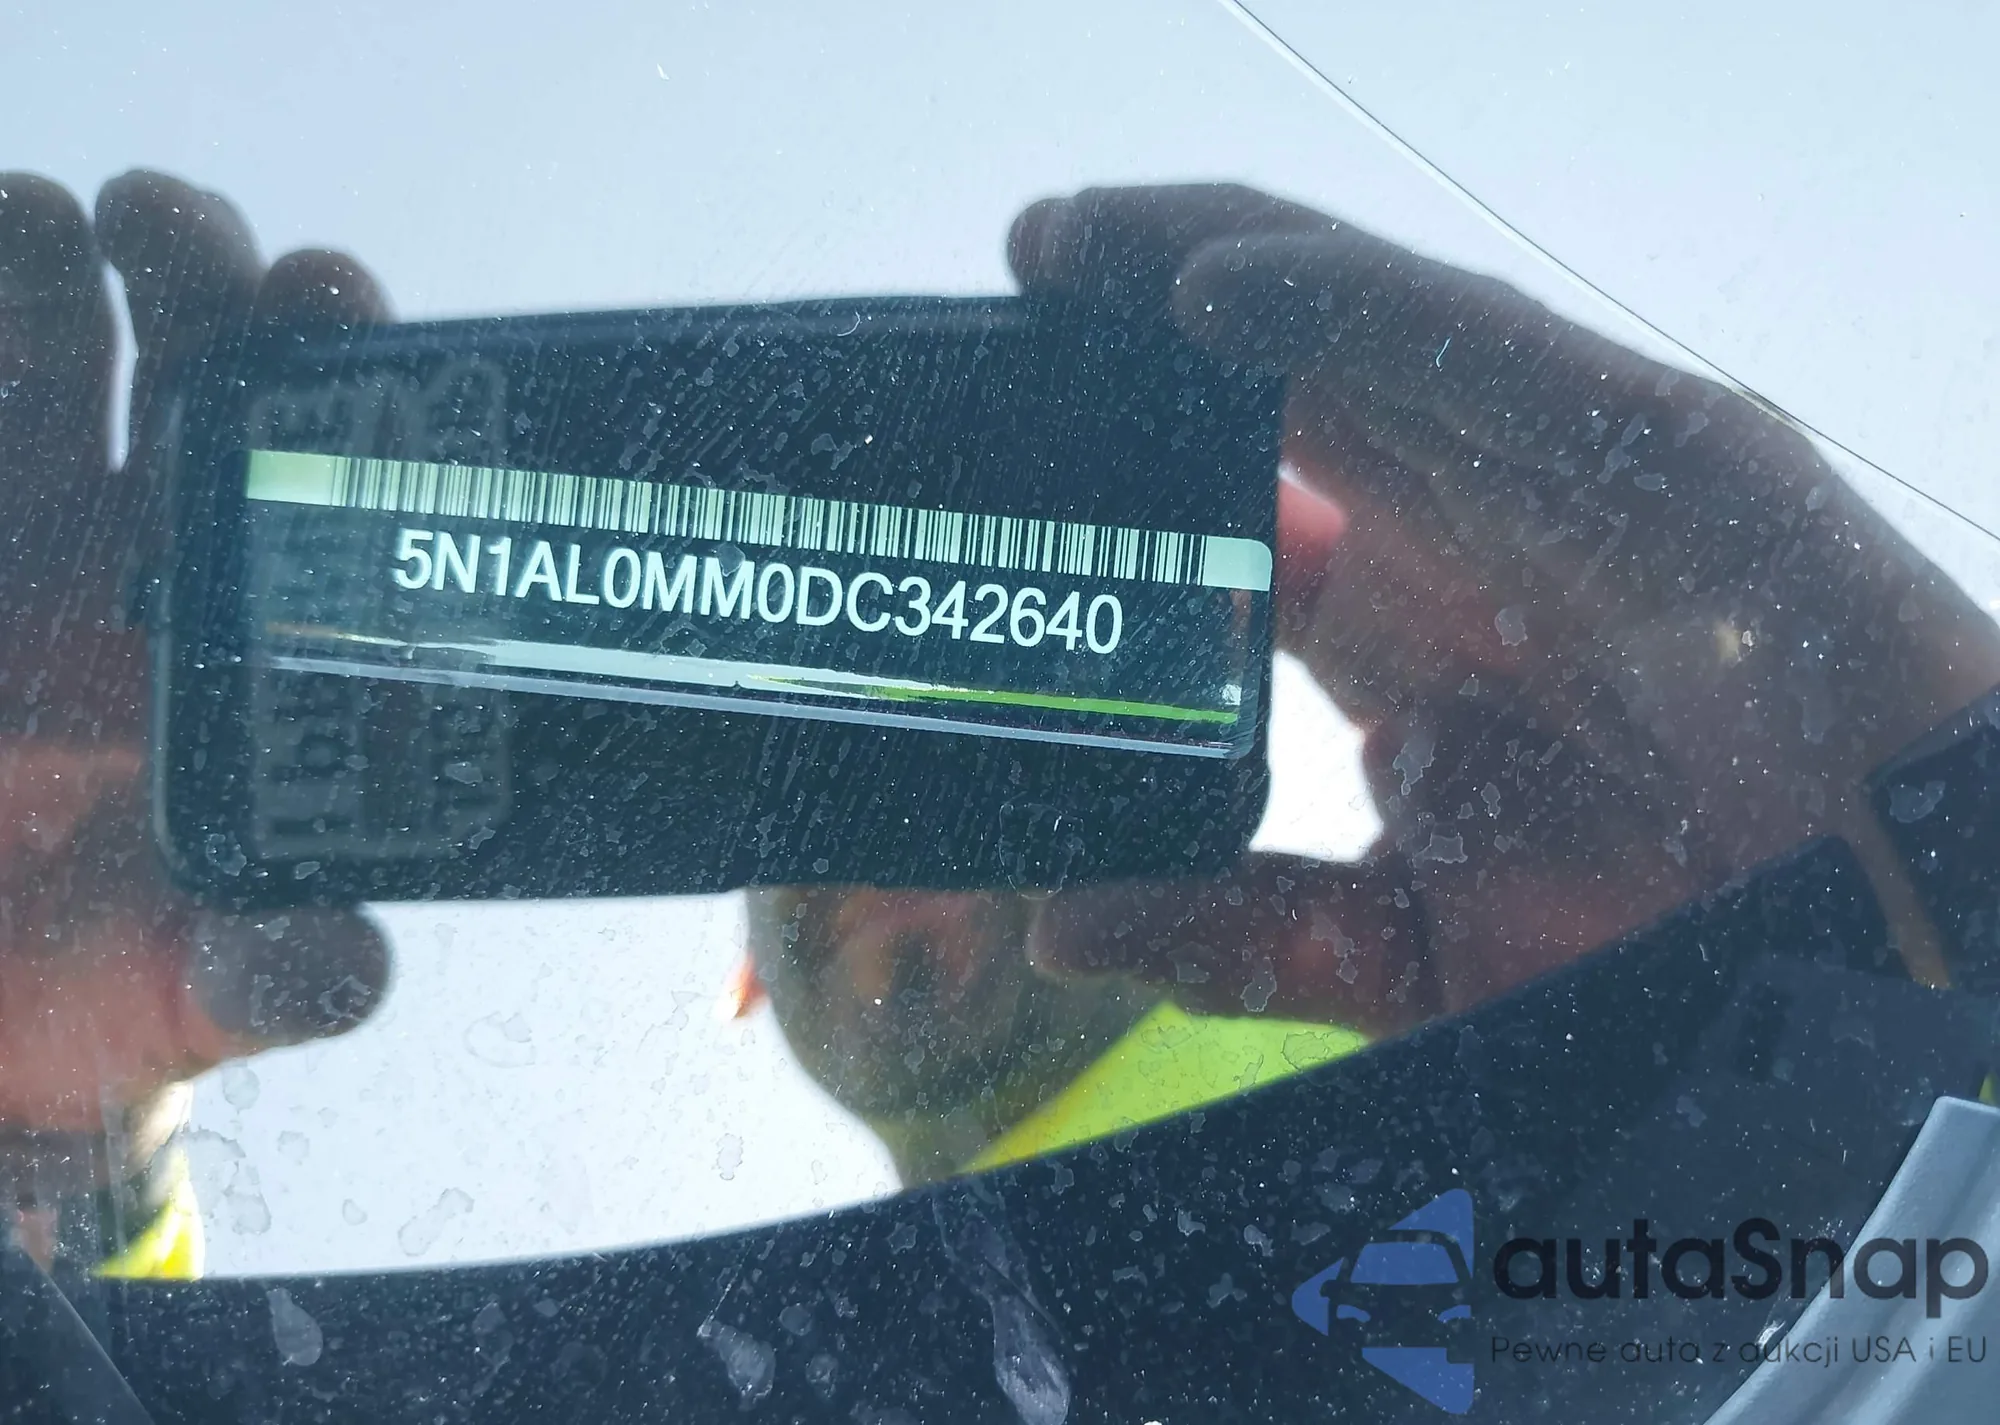 5N1AL0MM0DC342640
autaSnap
Pewne auta z aukcji USA i EU